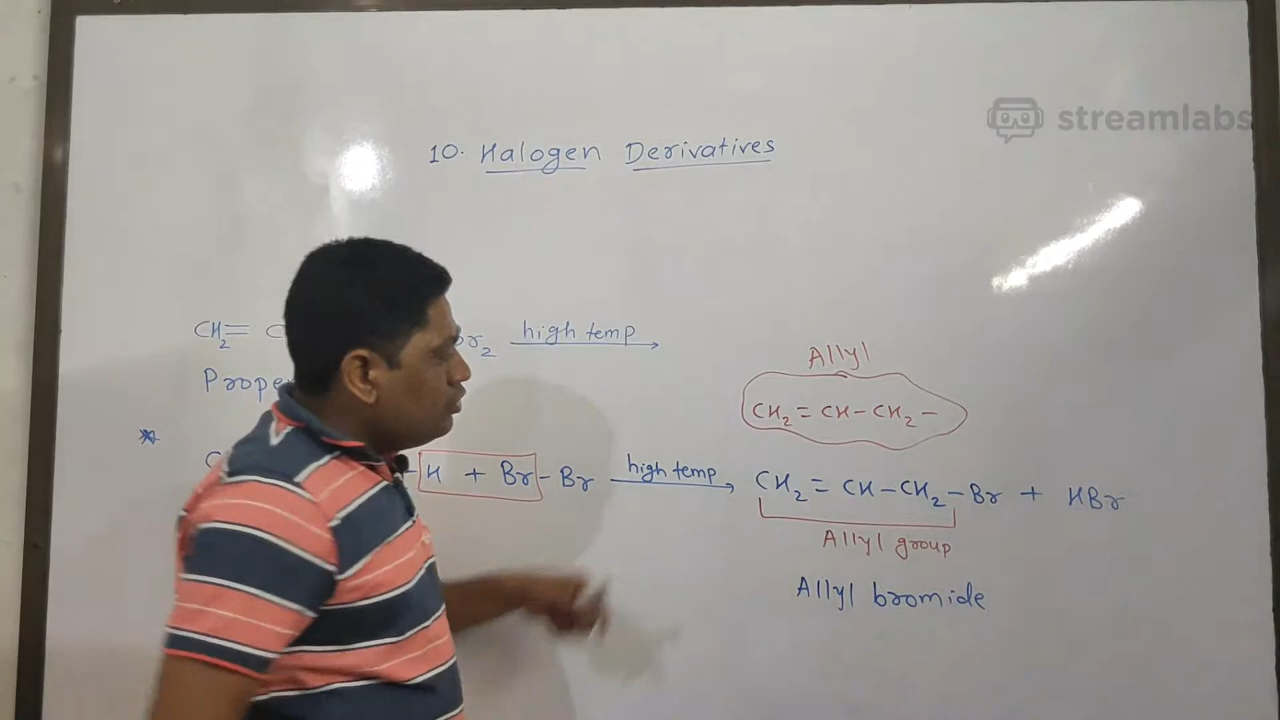 streamlabs
10. Halogen Derivatives
CH₂= C Br₂ high temp
Allyl
Prope
CH₂ = CH-CH₂ -
H + Br - Br high temp CH₂ = CH-CH₂-Br + HBr
Allyl group
Allyl bromide